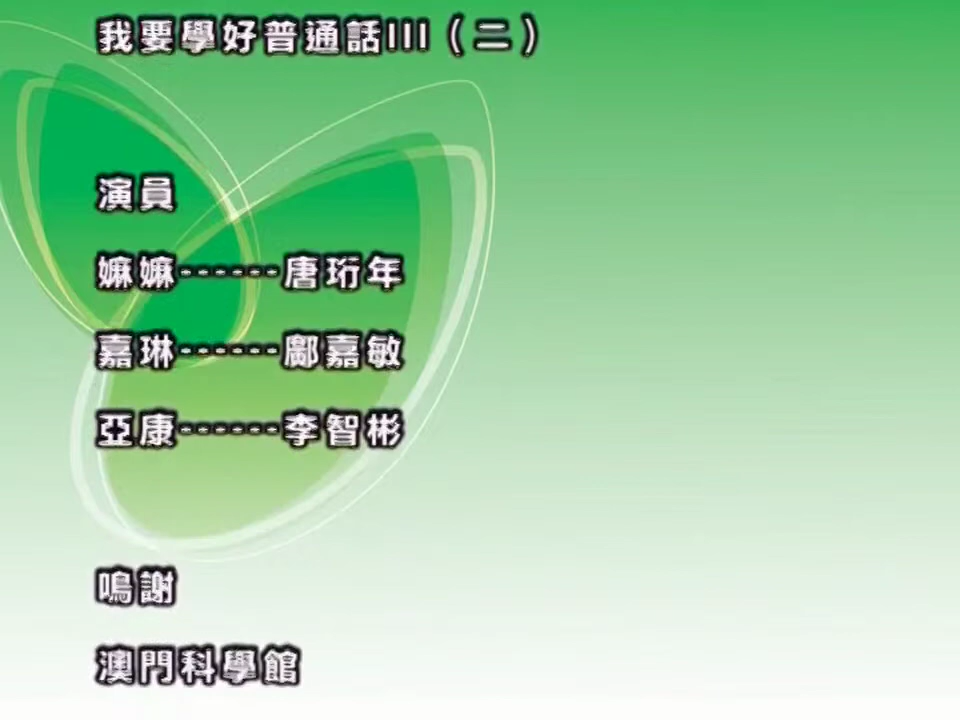 我要學好普通話III（二）
演員
嫲嫲------唐珩年
嘉琳------鄺嘉敏
亞康------李智彬
鳴謝
澳門科學館